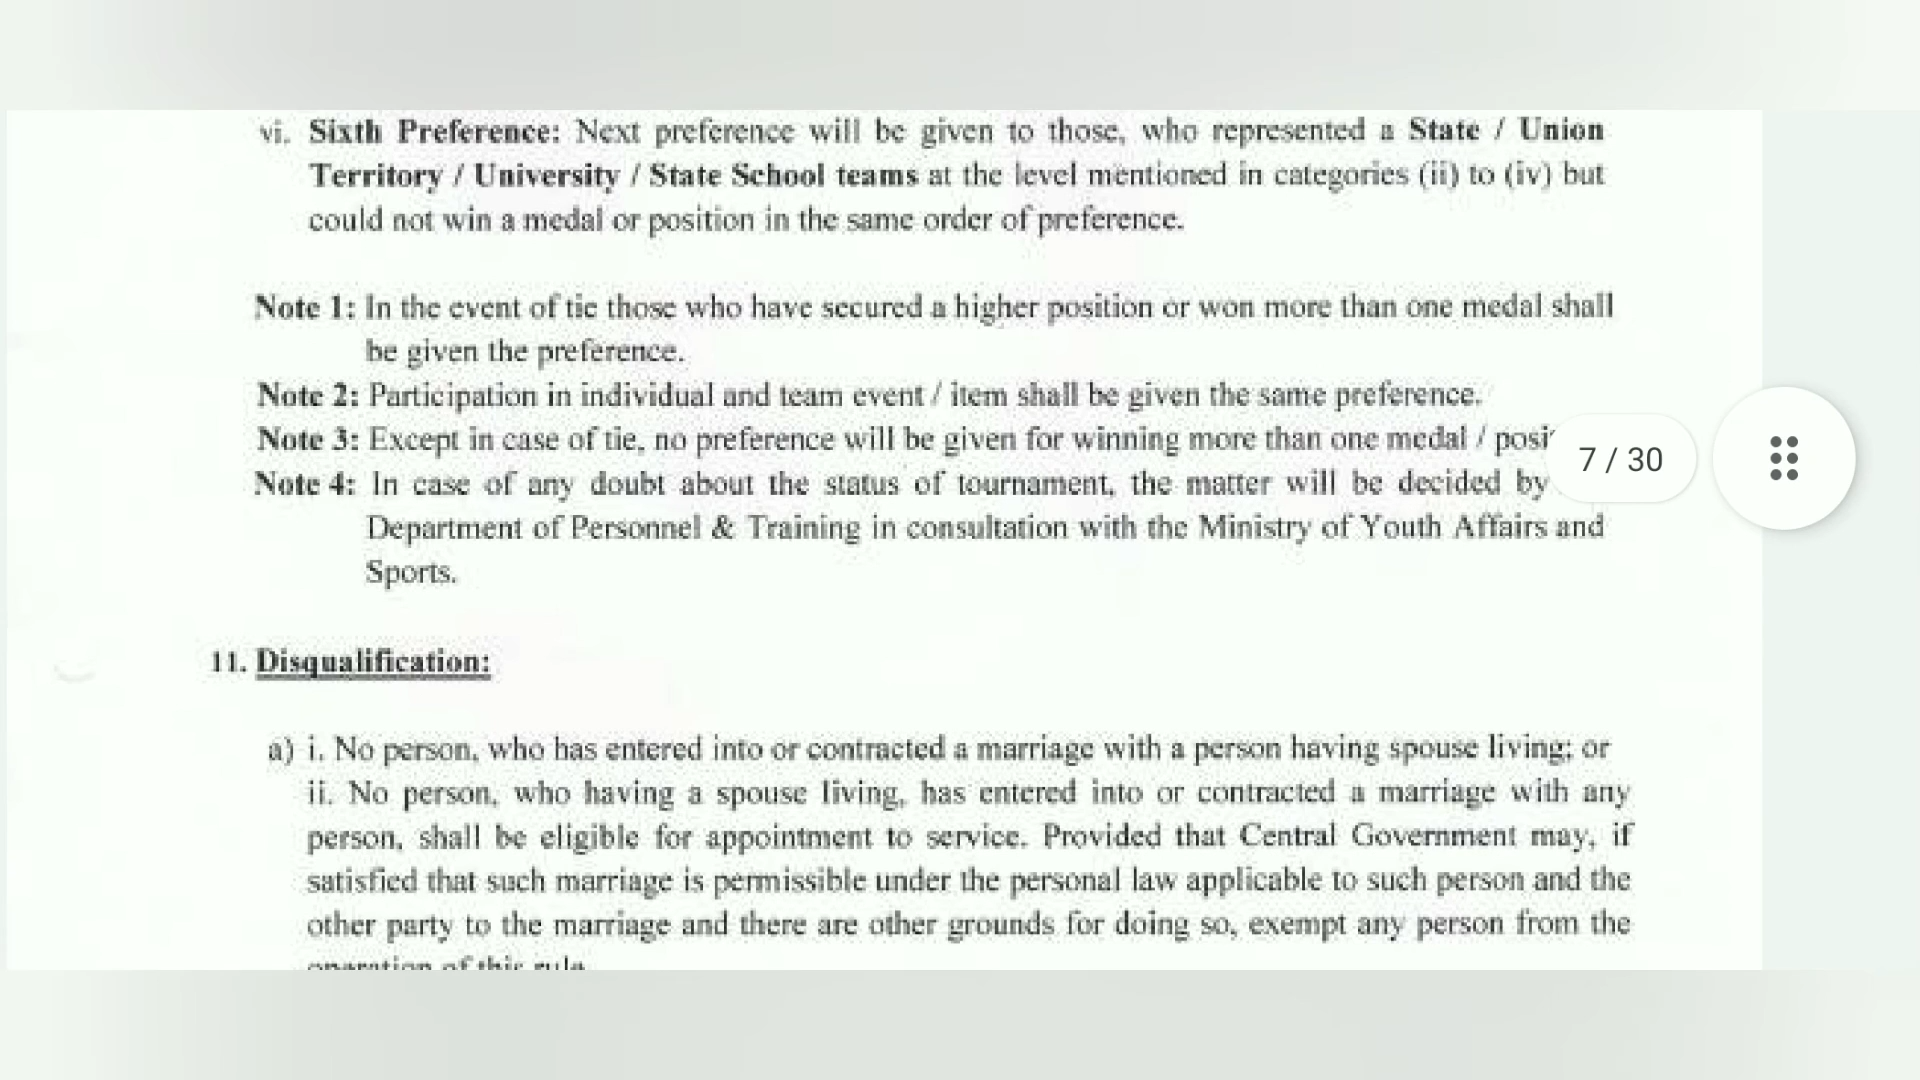 vi. Sixth Preference: Next preference will be given to those, who represented a State / Union
Territory / University / State School teams at the level mentioned in categories (ii) to (iv) but
could not win a medal or position in the same order of preference.
Note 1: In the event of tie those who have secured a higher position or won more than one medal shall
be given the preference.
Note 2: Participation in individual and team event / item shall be given the same preference.
Note 3: Except in case of tie, no preference will be given for winning more than one medal /
7 / 30
Note 4: In case of any doubt about the status of tournament, the matter will be decided by
Department of Personnel & Training in consultation with the Ministry of Youth Affairs and
Sports.
11. Disqualification:
a) i. No person, who has entered into or contracted a marriage with a person having spouse living; or
ii. No person, who having a spouse living, has entered into or contracted a marriage with any
person, shall be eligible for appointment to service. Provided that Central Government may, if
satisfied that such marriage is permissible under the personal law applicable to such person and the
other party to the marriage and there are other grounds for doing so, exempt any person from the
operation of this rule